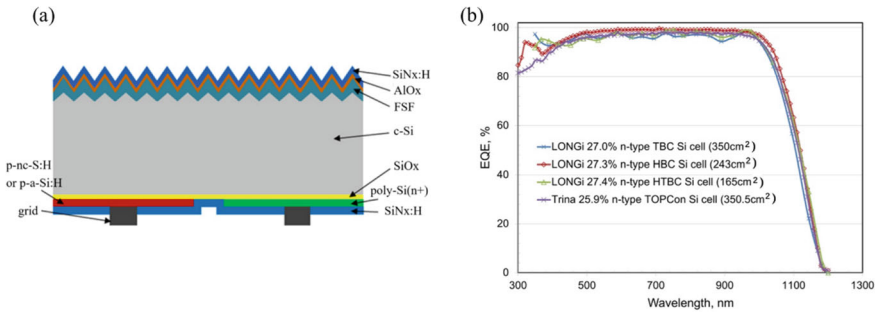 (a)
SiNx:H
AlOx
FSF
c-Si
p-nc-S:H
or p-a-Si:H
SiOx
poly-Si(n+)
grid
SiNx:H
(b)
100
80
60
40
20
0
EQE, %
LONGi 27.0% n-type TBC Si cell (350cm²)
LONGi 27.3% n-type HBC Si cell (243cm²)
LONGi 27.4% n-type HTBC Si cell (165cm²)
Trina 25.9% n-type TOPCon Si cell (350.5cm²)
300 500 700 900 1100 1300
Wavelength, nm